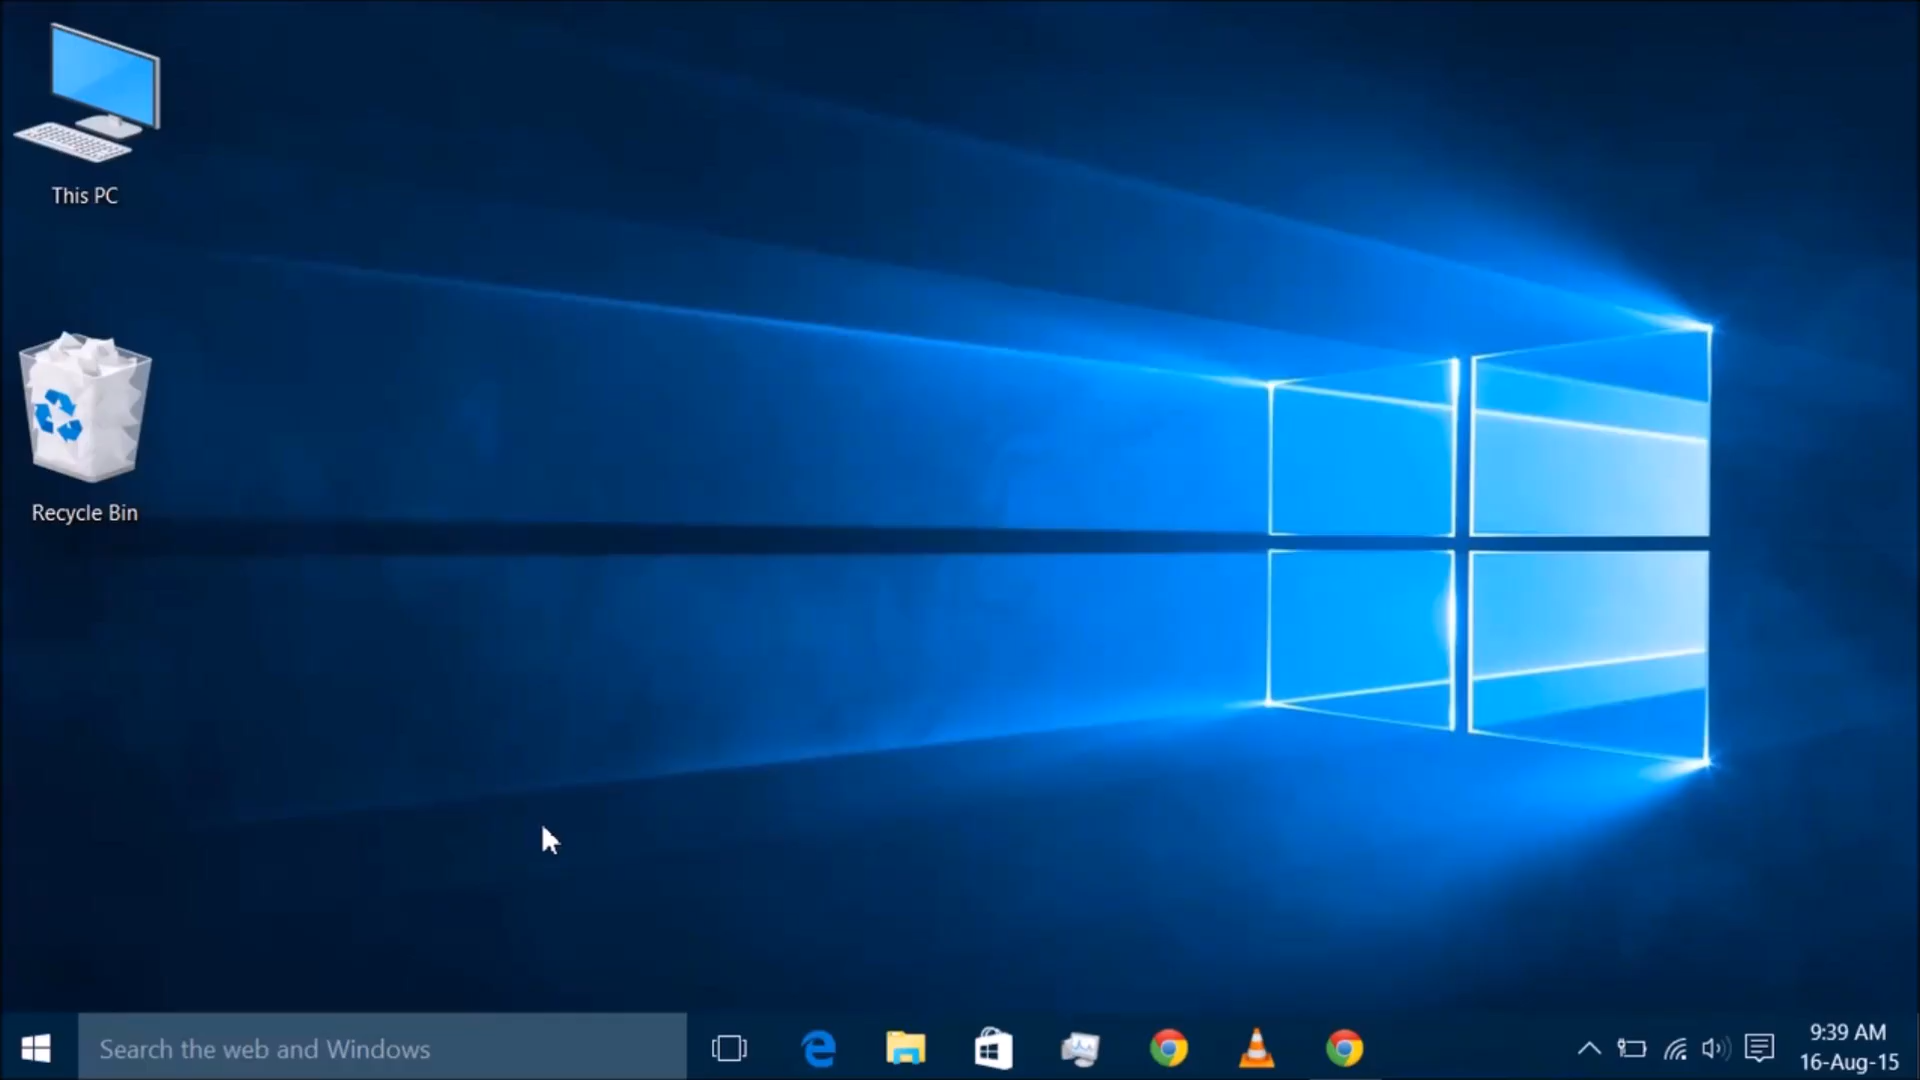 This PC
Recycle Bin
Search the web and Windows
9:39 AM
16-Aug-15